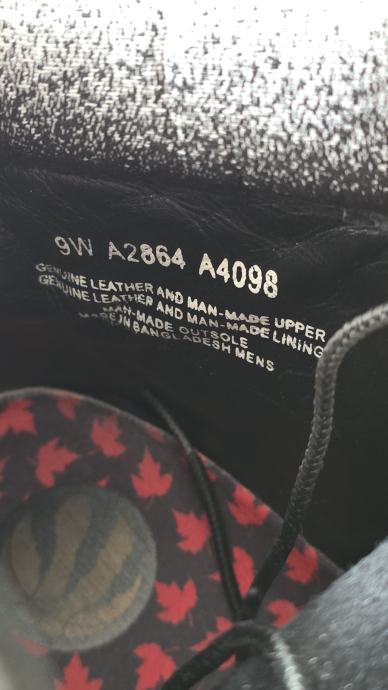 9W A2864 A4098
GENUINE LEATHER AND MAN-MADE UPPER
GENUINE LEATHER AND MAN-MADE LINING
MAN-MADE OUTSOLE
MADE IN BANGLADESH MENS